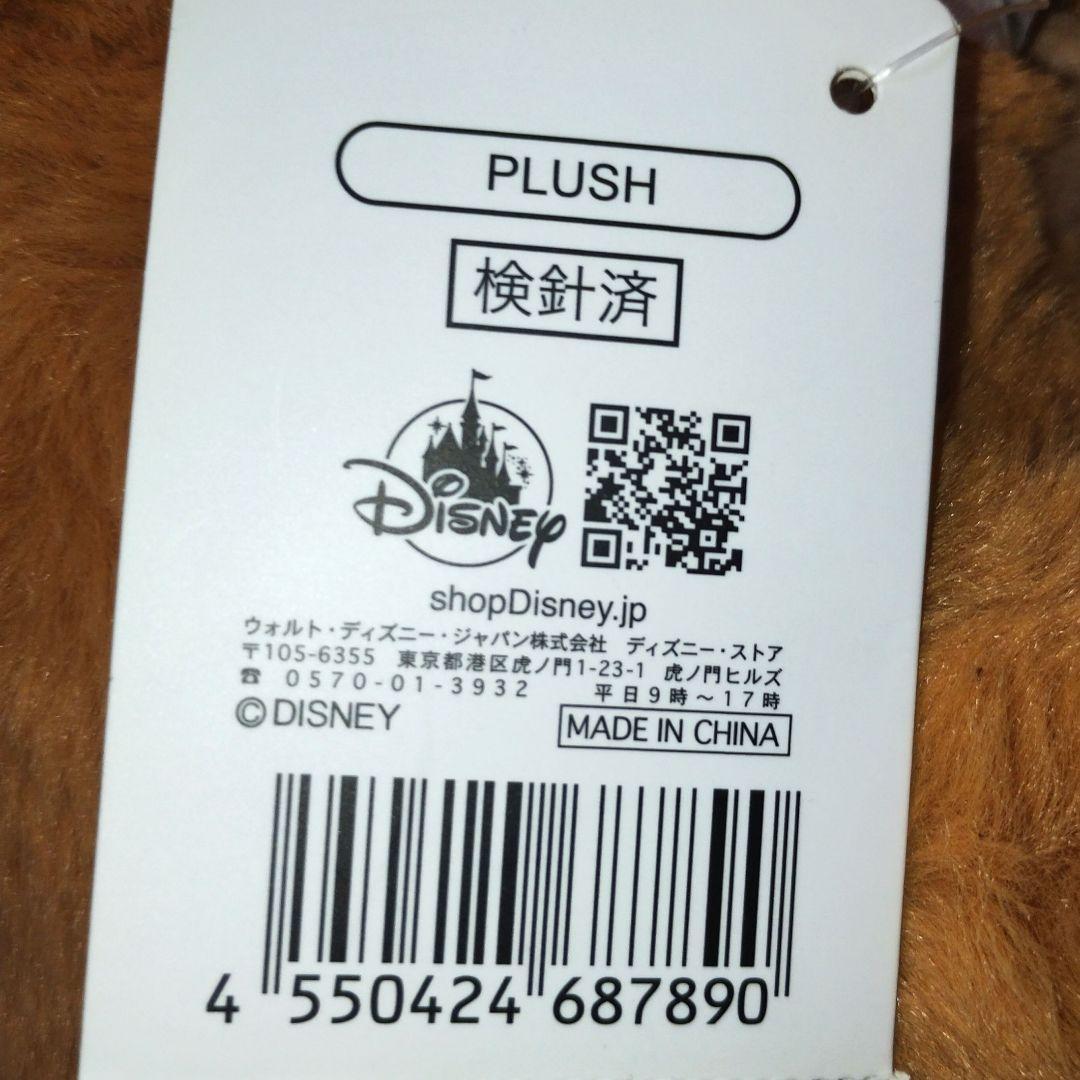 PLUSH
検針済
Disney
shopDisney.jp
ウォルト・ディズニー・ジャパン株式会社 ディズニー・ストア
〒105-6355 東京都港区虎ノ門1-23-1 虎ノ門ヒルズ
☎ 0570-01-3932 平日9時～17時
©DISNEY
MADE IN CHINA
4 550424 687890